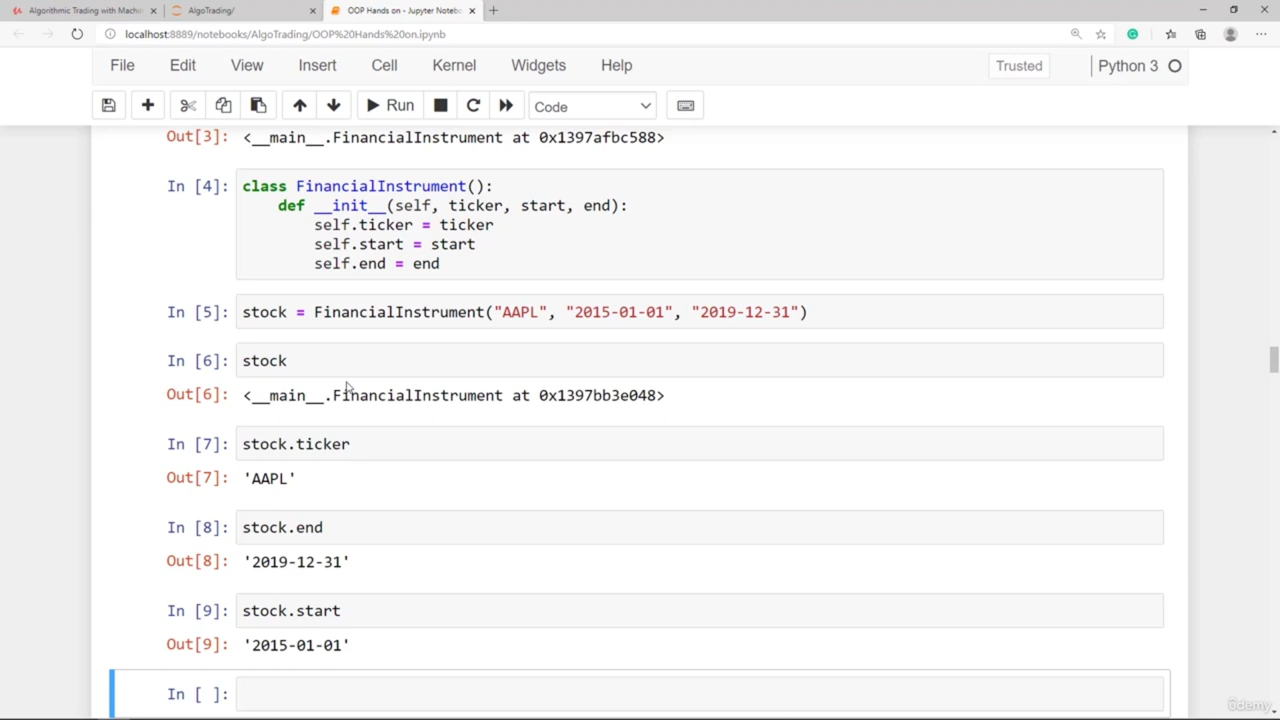 Algorithmic Trading with Machin
AlgoTrading/
OOP Hands on - Jupyter Notebo
localhost:8889/notebooks/AlgoTrading/OOP%20Hands%20on.ipynb
File Edit View Insert Cell Kernel Widgets Help Trusted Python 3
Run Code
Out[3]: <__main__.FinancialInstrument at 0x1397afbc588>
In [4]: class FinancialInstrument():
def __init__(self, ticker, start, end):
self.ticker = ticker
self.start = start
self.end = end
In [5]: stock = FinancialInstrument("AAPL", "2015-01-01", "2019-12-31")
In [6]: stock
Out[6]: <__main__.FinancialInstrument at 0x1397bb3e048>
In [7]: stock.ticker
Out[7]: 'AAPL'
In [8]: stock.end
Out[8]: '2019-12-31'
In [9]: stock.start
Out[9]: '2015-01-01'
In [ ]:
ûdemy